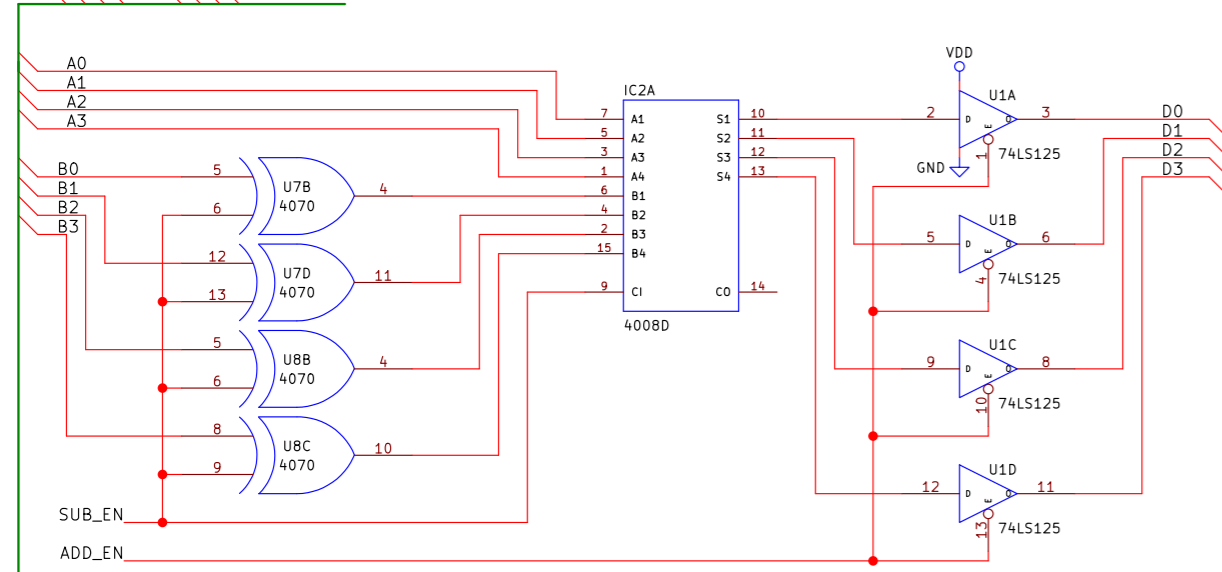 A0
A1
A2
A3
B0
B1
B2
B3
SUB_EN
ADD_EN
5
6
U7B
4070
4
12
13
U7D
4070
11
5
6
U8B
4070
4
8
9
U8C
4070
10
IC2A
7 A1 S1 10
5 A2 S2 11
3 A3 S3 12
1 A4 S4 13
6 B1
4 B2
2 B3
15 B4
9 CI CO 14
4008D
VDD
U1A
2 D E O 3
1
74LS125
GND
U1B
5 D E O 6
4
74LS125
U1C
9 D E O 8
10
74LS125
U1D
12 D E O 11
13
74LS125
D0
D1
D2
D3